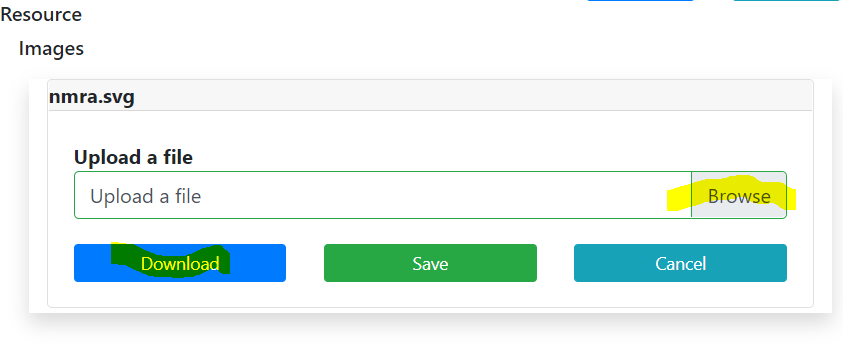 Resource
Images
nmra.svg
Upload a file
Upload a file Browse
Download Save Cancel